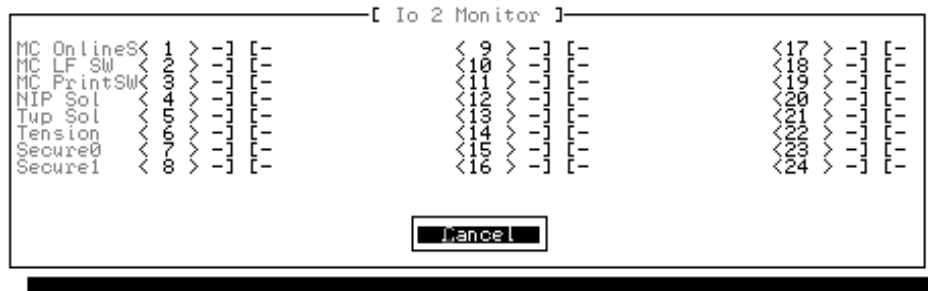 [ Io 2 Monitor ]
MC OnlineS< 1 > -] [- < 9 > -] [- <17 > -] [-
MC LF SW < 2 > -] [- <10 > -] [- <18 > -] [-
MC PrintSW< 3 > -] [- <11 > -] [- <19 > -] [-
NIP Sol < 4 > -] [- <12 > -] [- <20 > -] [-
Tup Sol < 5 > -] [- <13 > -] [- <21 > -] [-
Tension < 6 > -] [- <14 > -] [- <22 > -] [-
Secure0 < 7 > -] [- <15 > -] [- <23 > -] [-
Secure1 < 8 > -] [- <16 > -] [- <24 > -] [-
Cancel